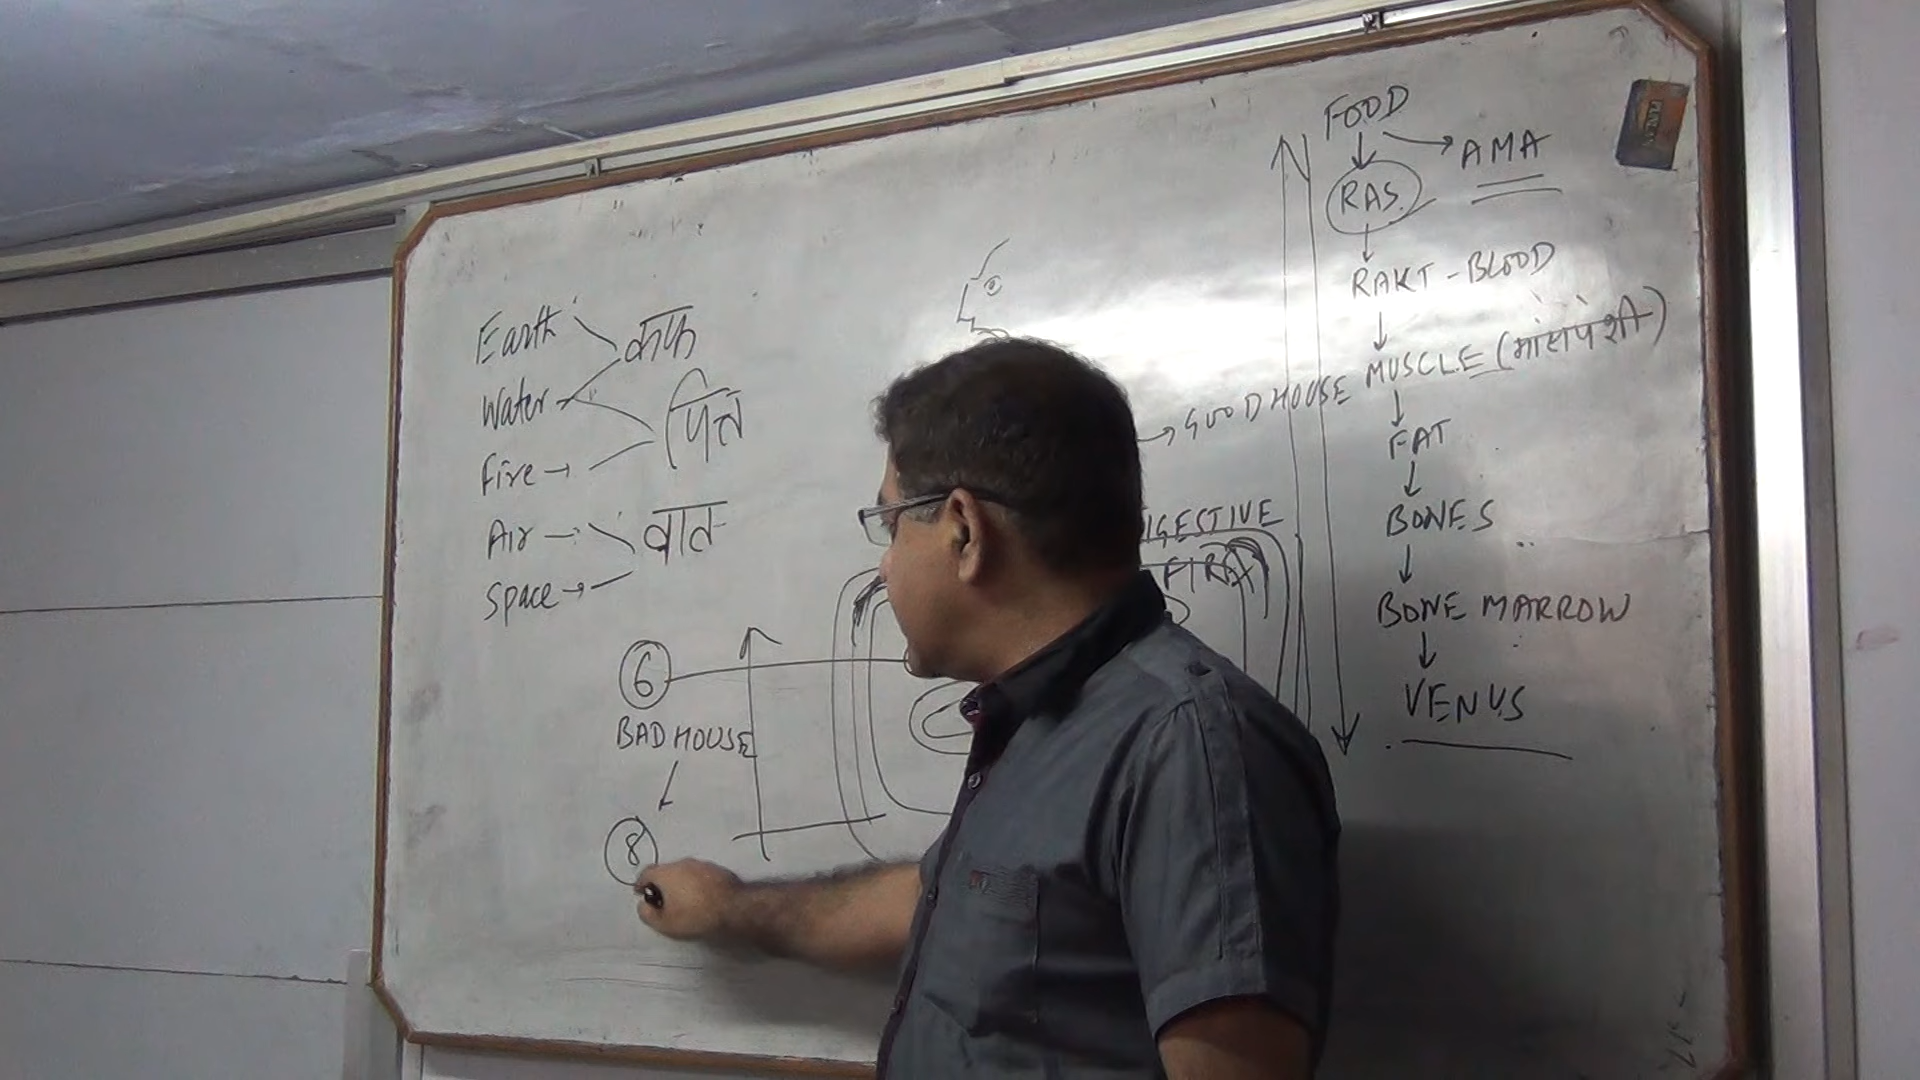 Earth
कफ
Water
पित्त
Fire
Air
वात
Space
6
BAD HOUSE
8
GOOD HOUSE
IGESTIVE
FIRE
FOOD
AMA
RAS.
RAKT - BLOOD
MUSCLE (मांसपेशी)
FAT
BONES
BONE MARROW
VENUS